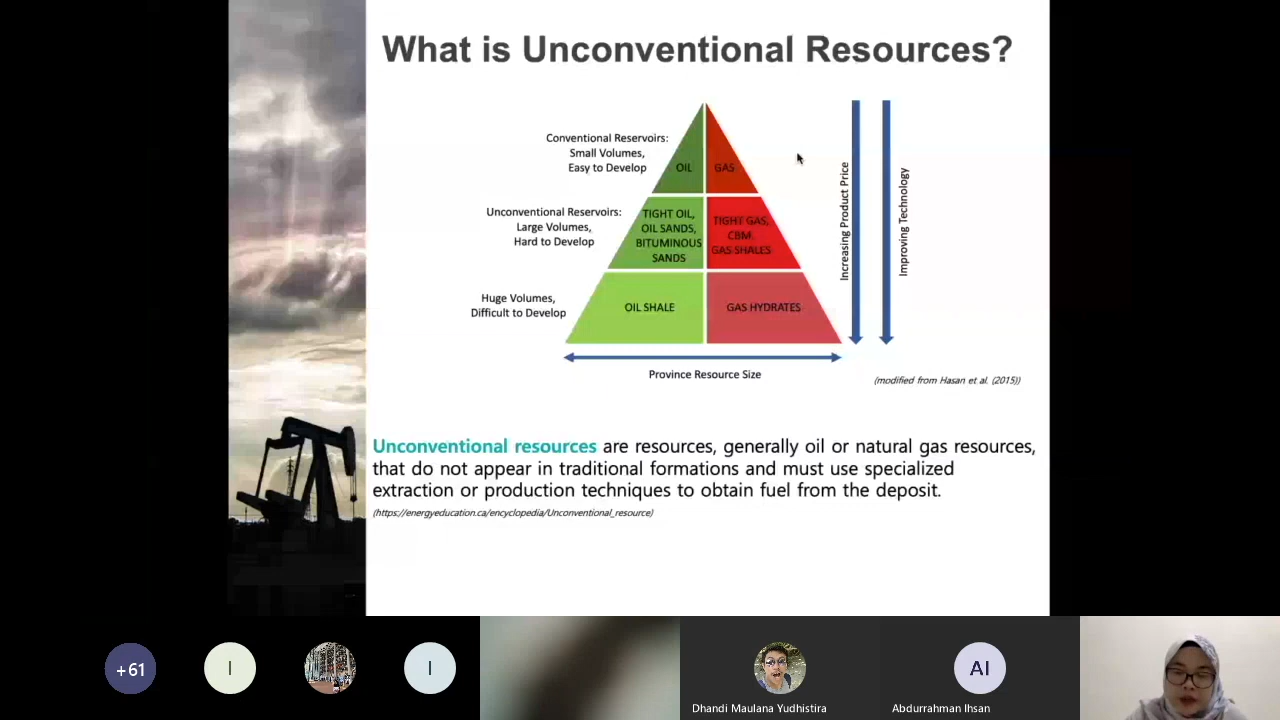 What is Unconventional Resources?
Conventional Reservoirs:
Small Volumes,
Easy to Develop
OIL
GAS
Unconventional Reservoirs:
Large Volumes,
Hard to Develop
TIGHT OIL,
OIL SANDS,
BITUMINOUS
SANDS
TIGHT GAS,
CBM,
GAS SHALES
Huge Volumes,
Difficult to Develop
OIL SHALE
GAS HYDRATES
Increasing Product Price
Improving Technology
Province Resource Size
(modified from Hasan et al. (2015))
Unconventional resources are resources, generally oil or natural gas resources,
that do not appear in traditional formations and must use specialized
extraction or production techniques to obtain fuel from the deposit.
(https://energyeducation.ca/encyclopedia/Unconventional_resource)
+61
I
I
AI
Dhandi Maulana Yudhistira
Abdurrahman Ihsan